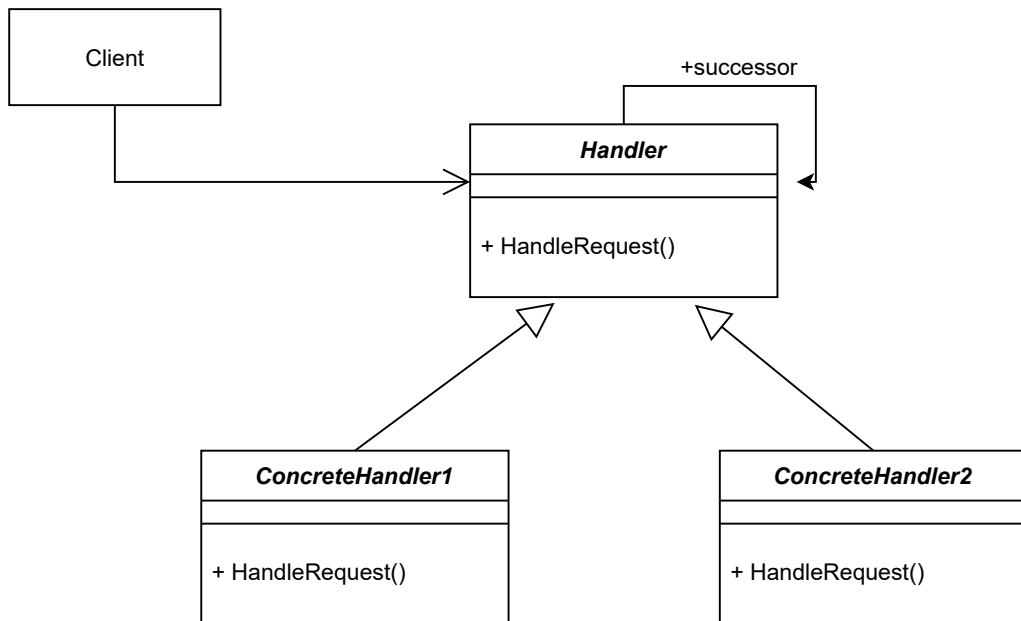 Client
+successor
Handler
+ HandleRequest()
ConcreteHandler1
+ HandleRequest()
ConcreteHandler2
+ HandleRequest()